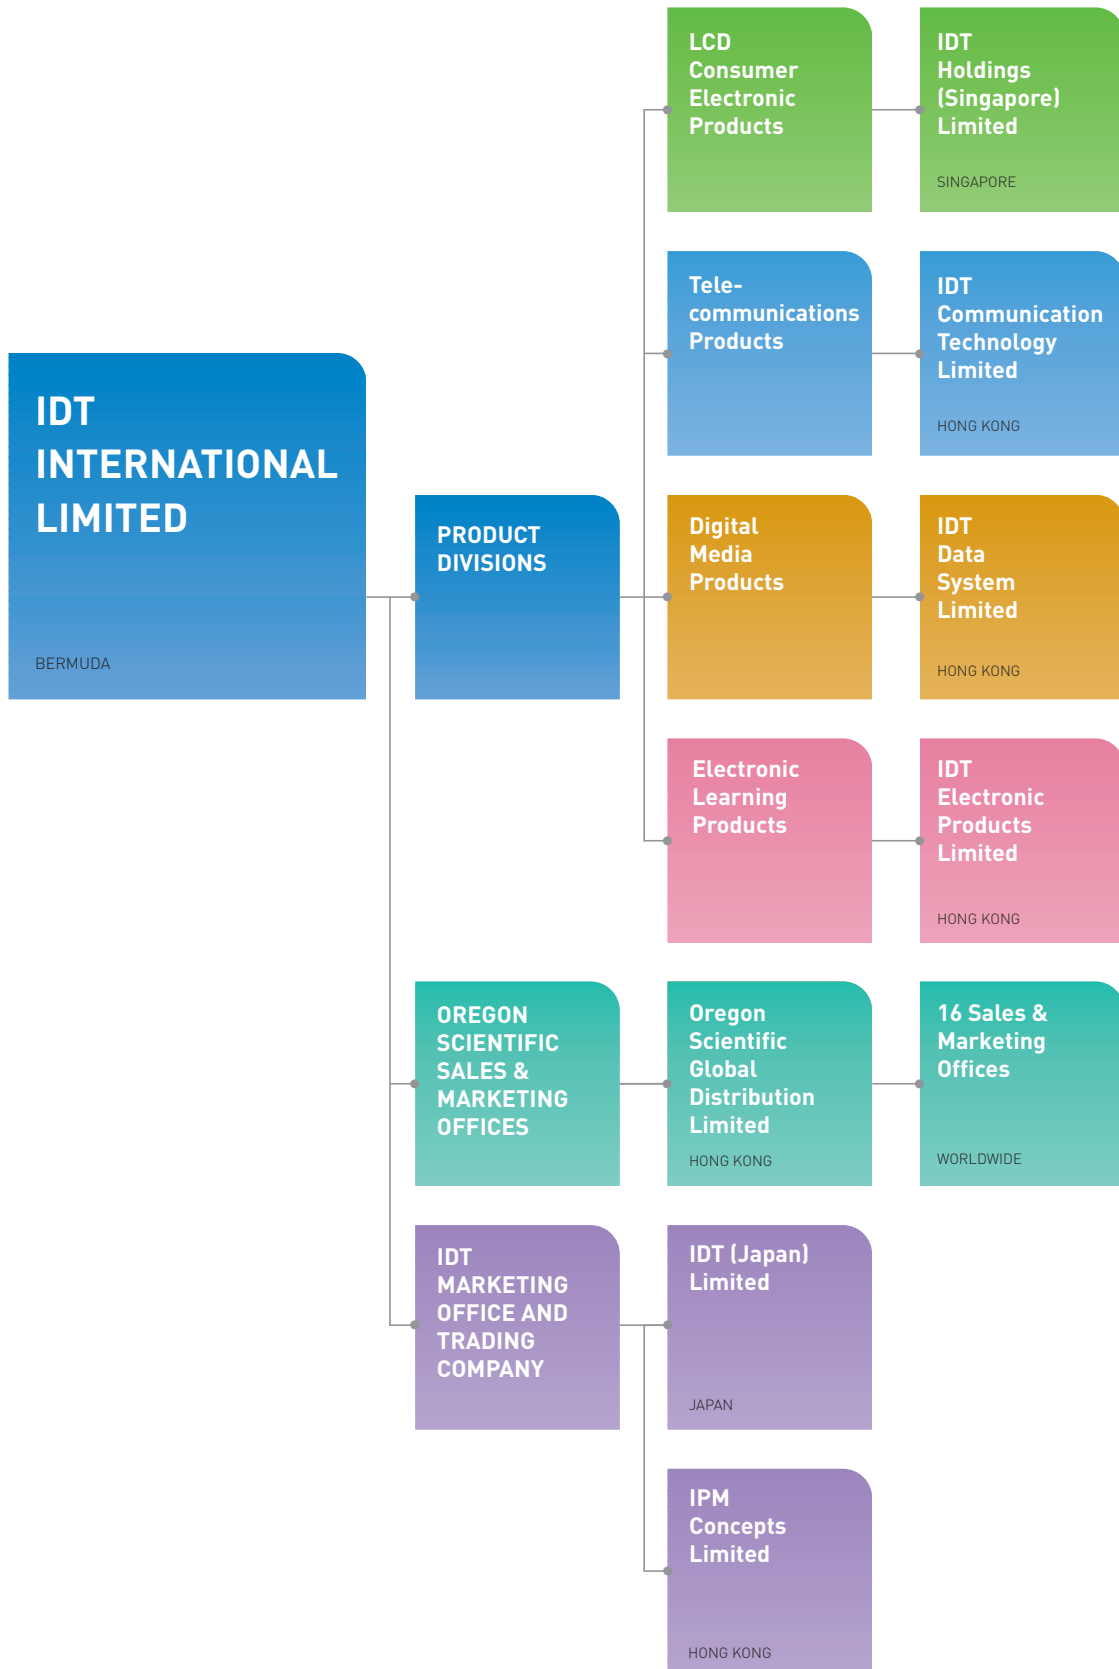 IDT
INTERNATIONAL
LIMITED
BERMUDA
PRODUCT
DIVISIONS
LCD
Consumer
Electronic
Products
IDT
Holdings
(Singapore)
Limited
SINGAPORE
Tele-
communications
Products
IDT
Communication
Technology
Limited
HONG KONG
Digital
Media
Products
IDT
Data
System
Limited
HONG KONG
Electronic
Learning
Products
IDT
Electronic
Products
Limited
HONG KONG
OREGON
SCIENTIFIC
SALES &
MARKETING
OFFICES
Oregon
Scientific
Global
Distribution
Limited
HONG KONG
16 Sales &
Marketing
Offices
WORLDWIDE
IDT
MARKETING
OFFICE AND
TRADING
COMPANY
IDT (Japan)
Limited
JAPAN
IPM
Concepts
Limited
HONG KONG